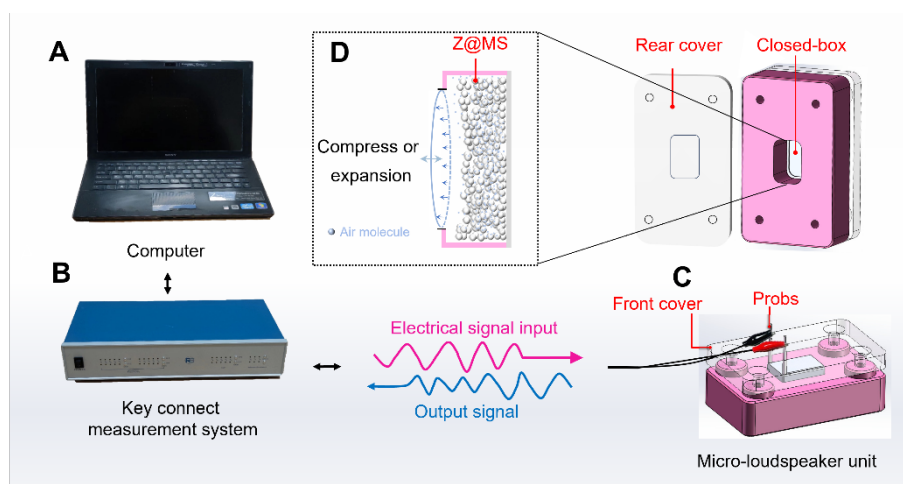 A
D
Z@MS
Rear cover
Closed-box
Compress or
expansion
Air molecule
Computer
B
C
Front cover
Probs
Electrical signal input
Output signal
Key connect
measurement system
Micro-loudspeaker unit